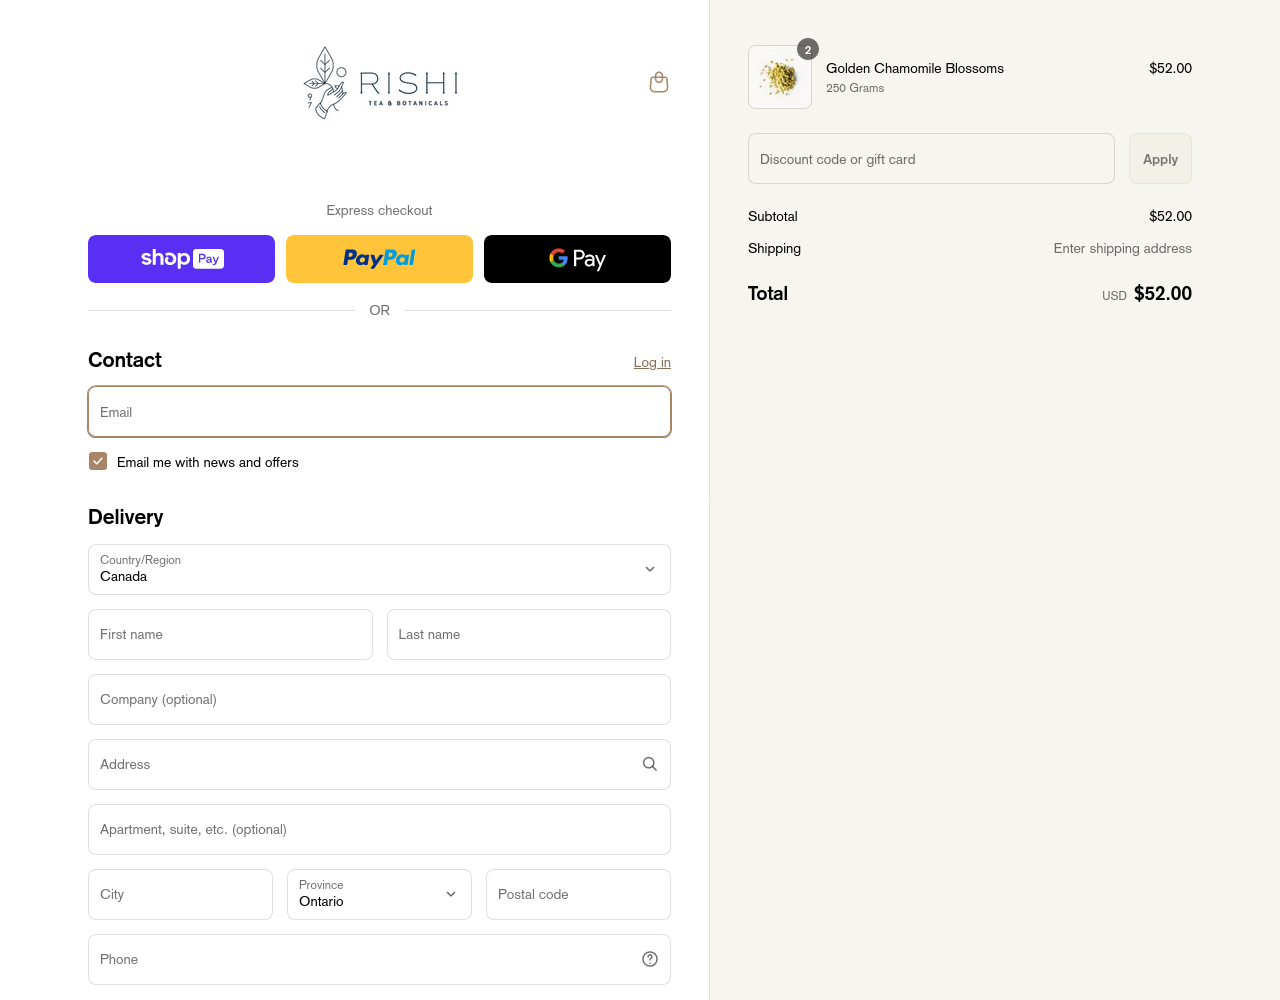 RISHI
TEA & BOTANICALS
97
Express checkout
shop Pay
PayPal
G Pay
OR
Contact
Log in
Email
Email me with news and offers
Delivery
Country/Region
Canada
First name
Last name
Company (optional)
Address
Apartment, suite, etc. (optional)
City
Province
Ontario
Postal code
Phone
2
Golden Chamomile Blossoms
$52.00
250 Grams
Discount code or gift card
Apply
Subtotal
$52.00
Shipping
Enter shipping address
Total
USD $52.00